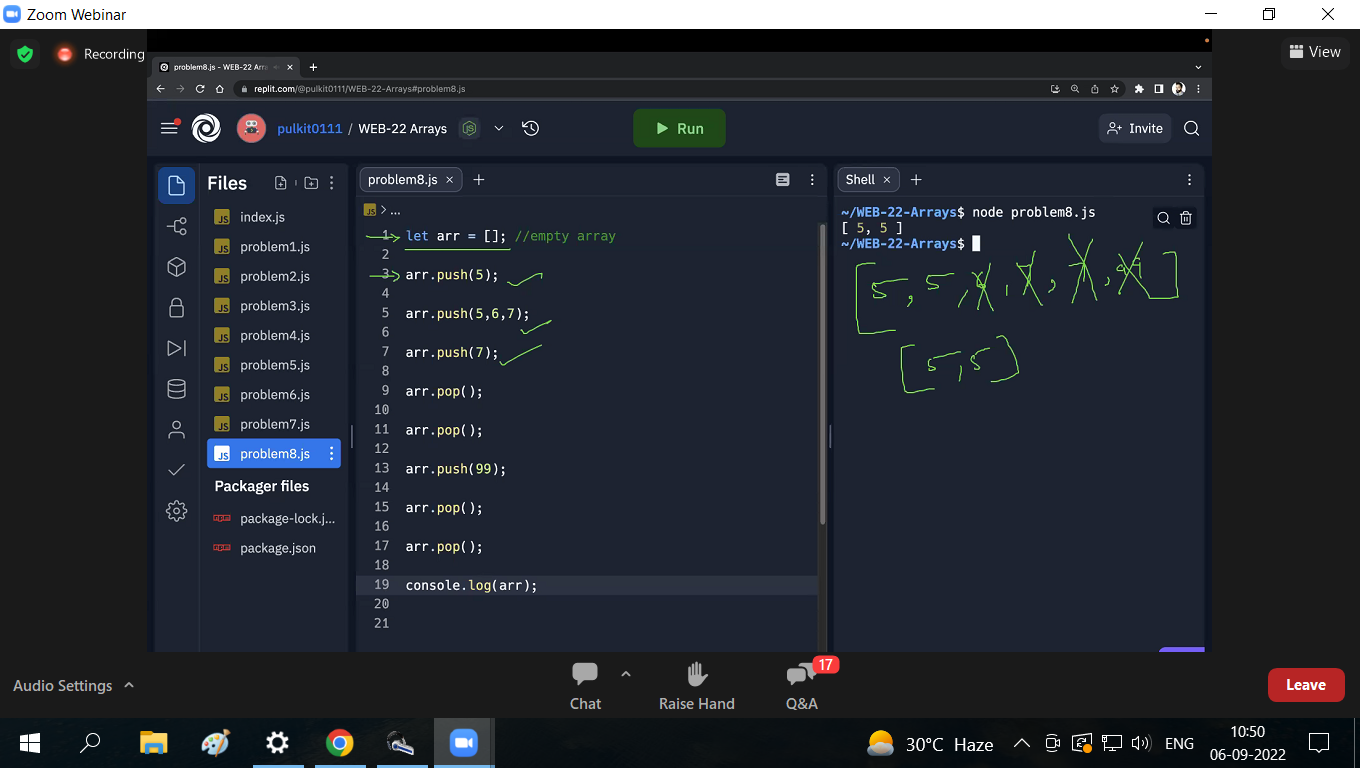 Zoom Webinar
Recording
View
problem8.js - WEB-22 Arra
replit.com/@pulkit0111/WEB-22-Arrays#problem8.js
pulkit0111 / WEB-22 Arrays
Run
Invite
Files
index.js
problem1.js
problem2.js
problem3.js
problem4.js
problem5.js
problem6.js
problem7.js
problem8.js
Packager files
package-lock.j...
package.json
problem8.js
JS > ...
1 let arr = []; //empty array
2
3 arr.push(5);
4
5 arr.push(5,6,7);
6
7 arr.push(7);
8
9 arr.pop();
10
11 arr.pop();
12
13 arr.push(99);
14
15 arr.pop();
16
17 arr.pop();
18
19 console.log(arr);
20
21
Shell
~/WEB-22-Arrays$ node problem8.js
[ 5, 5 ]
~/WEB-22-Arrays$
[5, 5,
[5,5]
Audio Settings
Chat
Raise Hand
Q&A
17
Leave
30°C Haze
ENG
10:50
06-09-2022